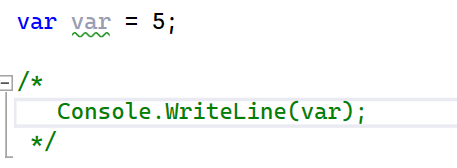 var var = 5;
/*
Console.WriteLine(var);
*/